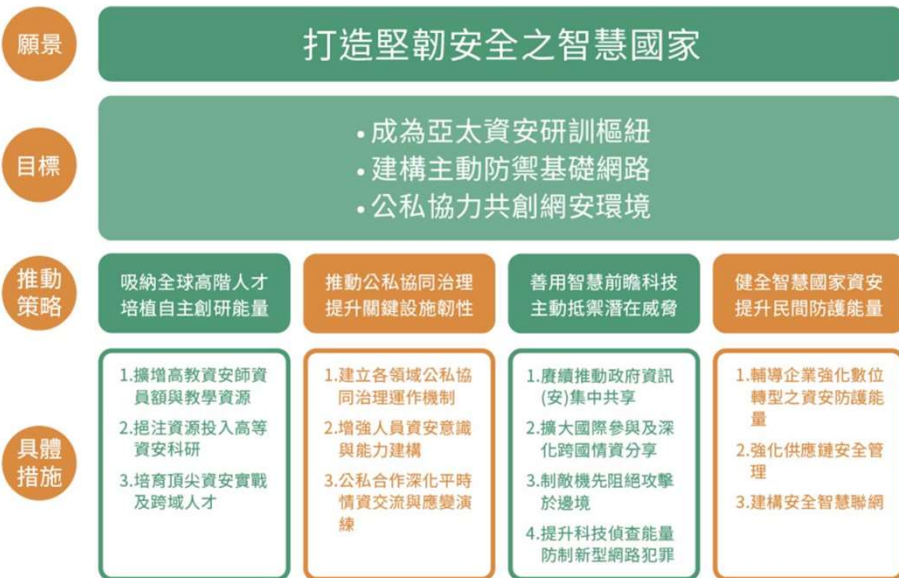 願景
打造堅韌安全之智慧國家
目標
•成為亞太資安研訓樞紐
•建構主動防禦基礎網路
•公私協力共創網安環境
推動
策略
吸納全球高階人才
培植自主創研能量
推動公私協同治理
提升關鍵設施韌性
善用智慧前瞻科技
主動抵禦潛在威脅
健全智慧國家資安
提升民間防護能量
具體
措施
1.擴增高教資安師資
員額與教學資源
2.挹注資源投入高等
資安科研
3.培育頂尖資安實戰
及跨域人才
1.建立各領域公私協
同治理運作機制
2.增強人員資安意識
與能力建構
3.公私合作深化平時
情資交流與應變演
練
1.賡續推動政府資訊
(安)集中共享
2.擴大國際參與及深
化跨國情資分享
3.制敵機先阻絕攻擊
於邊境
4.提升科技偵查能量
防制新型網路犯罪
1.輔導企業強化數位
轉型之資安防護能
量
2.強化供應鏈安全管
理
3.建構安全智慧聯網